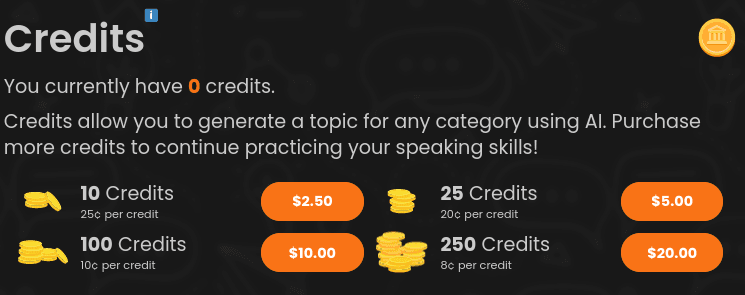 Credits i
You currently have 0 credits.
Credits allow you to generate a topic for any category using AI. Purchase
more credits to continue practicing your speaking skills!
10 Credits
25¢ per credit
$2.50
25 Credits
20¢ per credit
$5.00
100 Credits
10¢ per credit
$10.00
250 Credits
8¢ per credit
$20.00